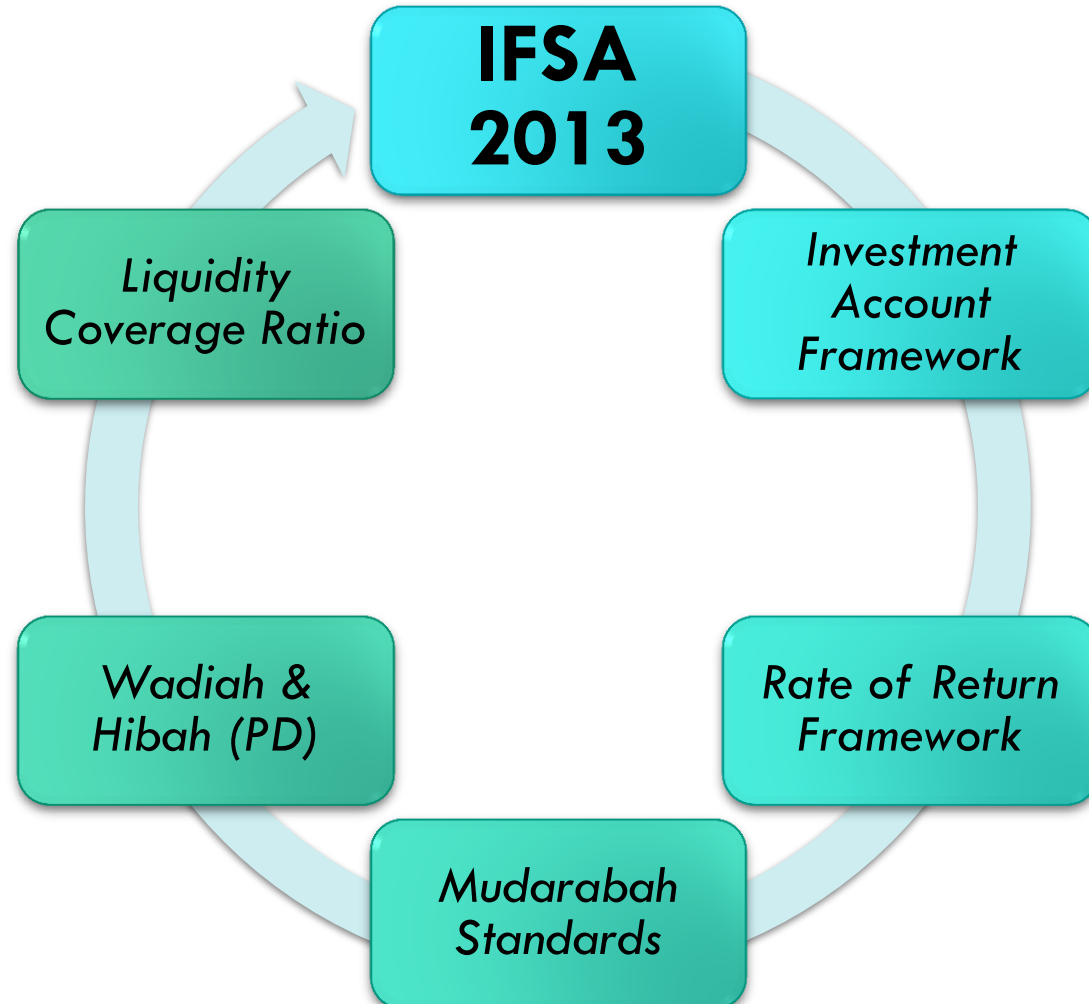 IFSA
2013
Investment
Account
Framework
Rate of Return
Framework
Mudarabah
Standards
Wadiah &
Hibah (PD)
Liquidity
Coverage Ratio